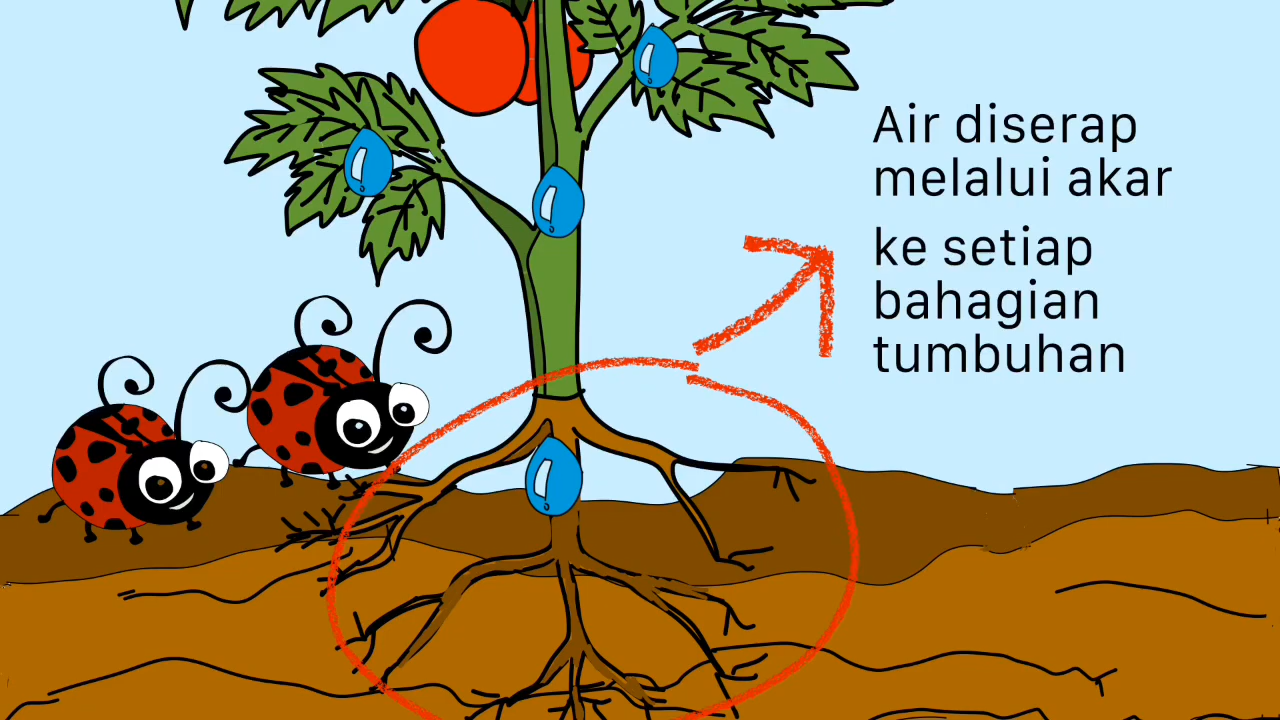 Air diserap
melalui akar
ke setiap
bahagian
tumbuhan